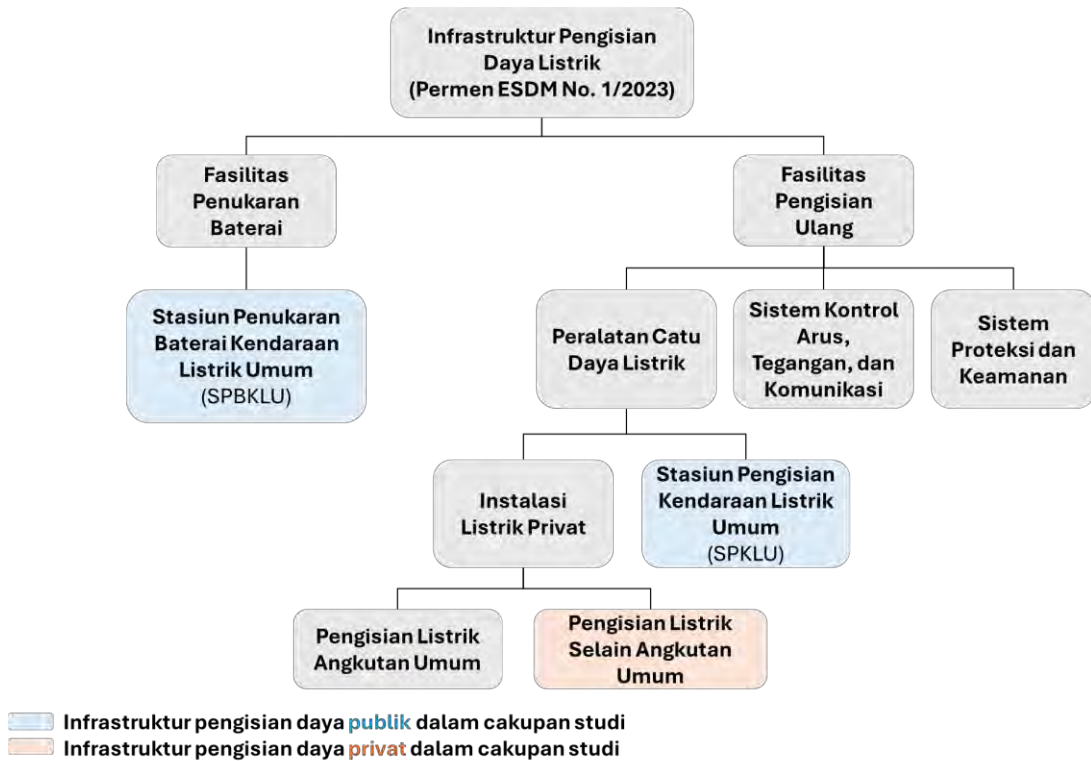 Infrastruktur Pengisian
Daya Listrik
(Permen ESDM No. 1/2023)
Fasilitas
Penukaran
Baterai
Fasilitas
Pengisian
Ulang
Stasiun Penukaran
Baterai Kendaraan
Listrik Umum
(SPBKLU)
Peralatan Catu
Daya Listrik
Sistem Kontrol
Arus,
Tegangan, dan
Komunikasi
Sistem
Proteksi dan
Keamanan
Instalasi
Listrik Privat
Stasiun Pengisian
Kendaraan Listrik
Umum
(SPKLU)
Pengisian Listrik
Angkutan Umum
Pengisian Listrik
Selain Angkutan
Umum
Infrastruktur pengisian daya publik dalam cakupan studi
Infrastruktur pengisian daya privat dalam cakupan studi